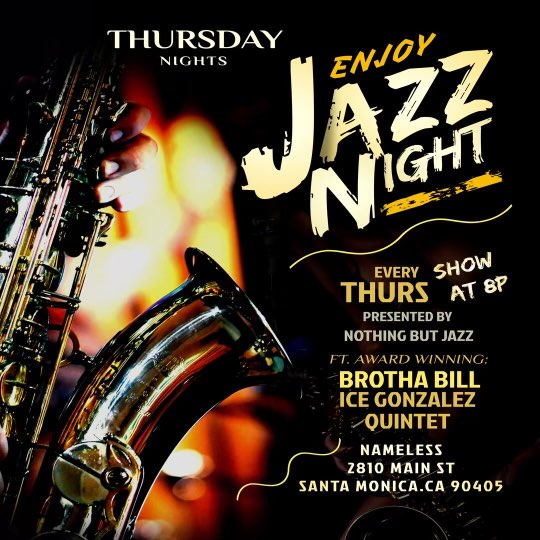 THURSDAY
NIGHTS
ENJOY
JAZZ
NIGHT
EVERY
THURS
SHOW
AT 8P
PRESENTED BY
NOTHING BUT JAZZ
FT. AWARD WINNING:
BROTHA BILL
ICE GONZALEZ
QUINTET
NAMELESS
2810 MAIN ST
SANTA MONICA.CA 90405